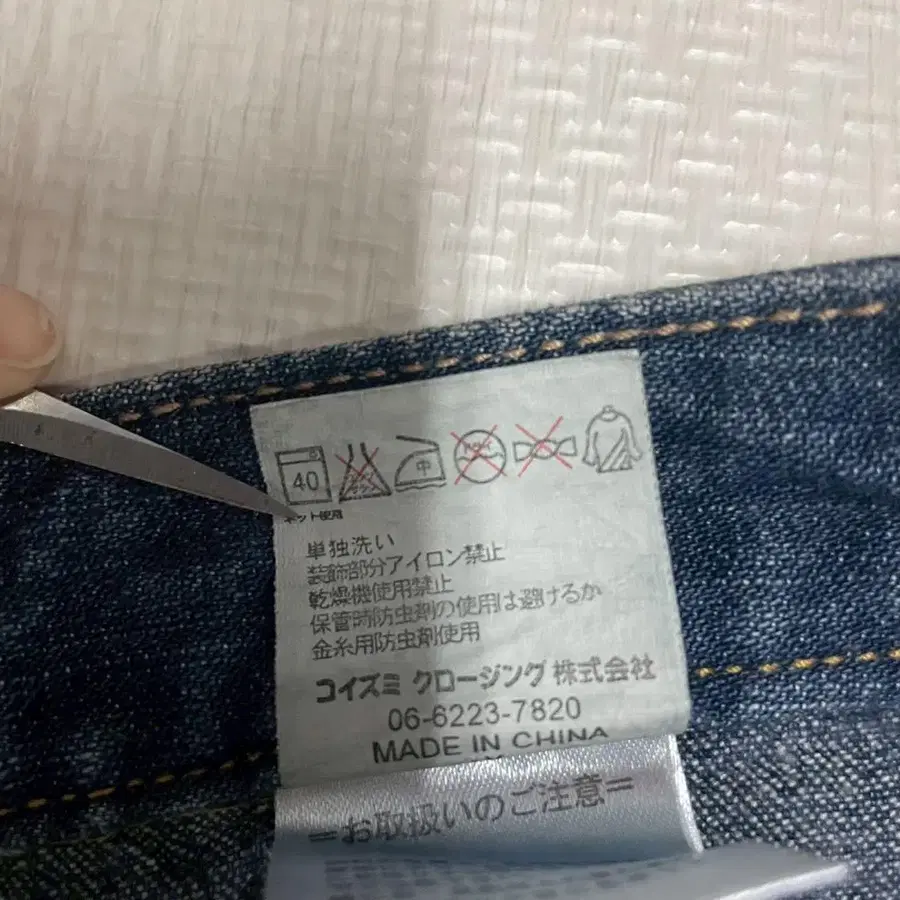 40
中
ネット使用
単独洗い
装飾部分アイロン禁止
乾燥機使用禁止
保管時防虫剤の使用は避けるか
金糸用防虫剤使用
コイズミ クロージング 株式会社
06-6223-7820
MADE IN CHINA
=お取扱いのご注意=